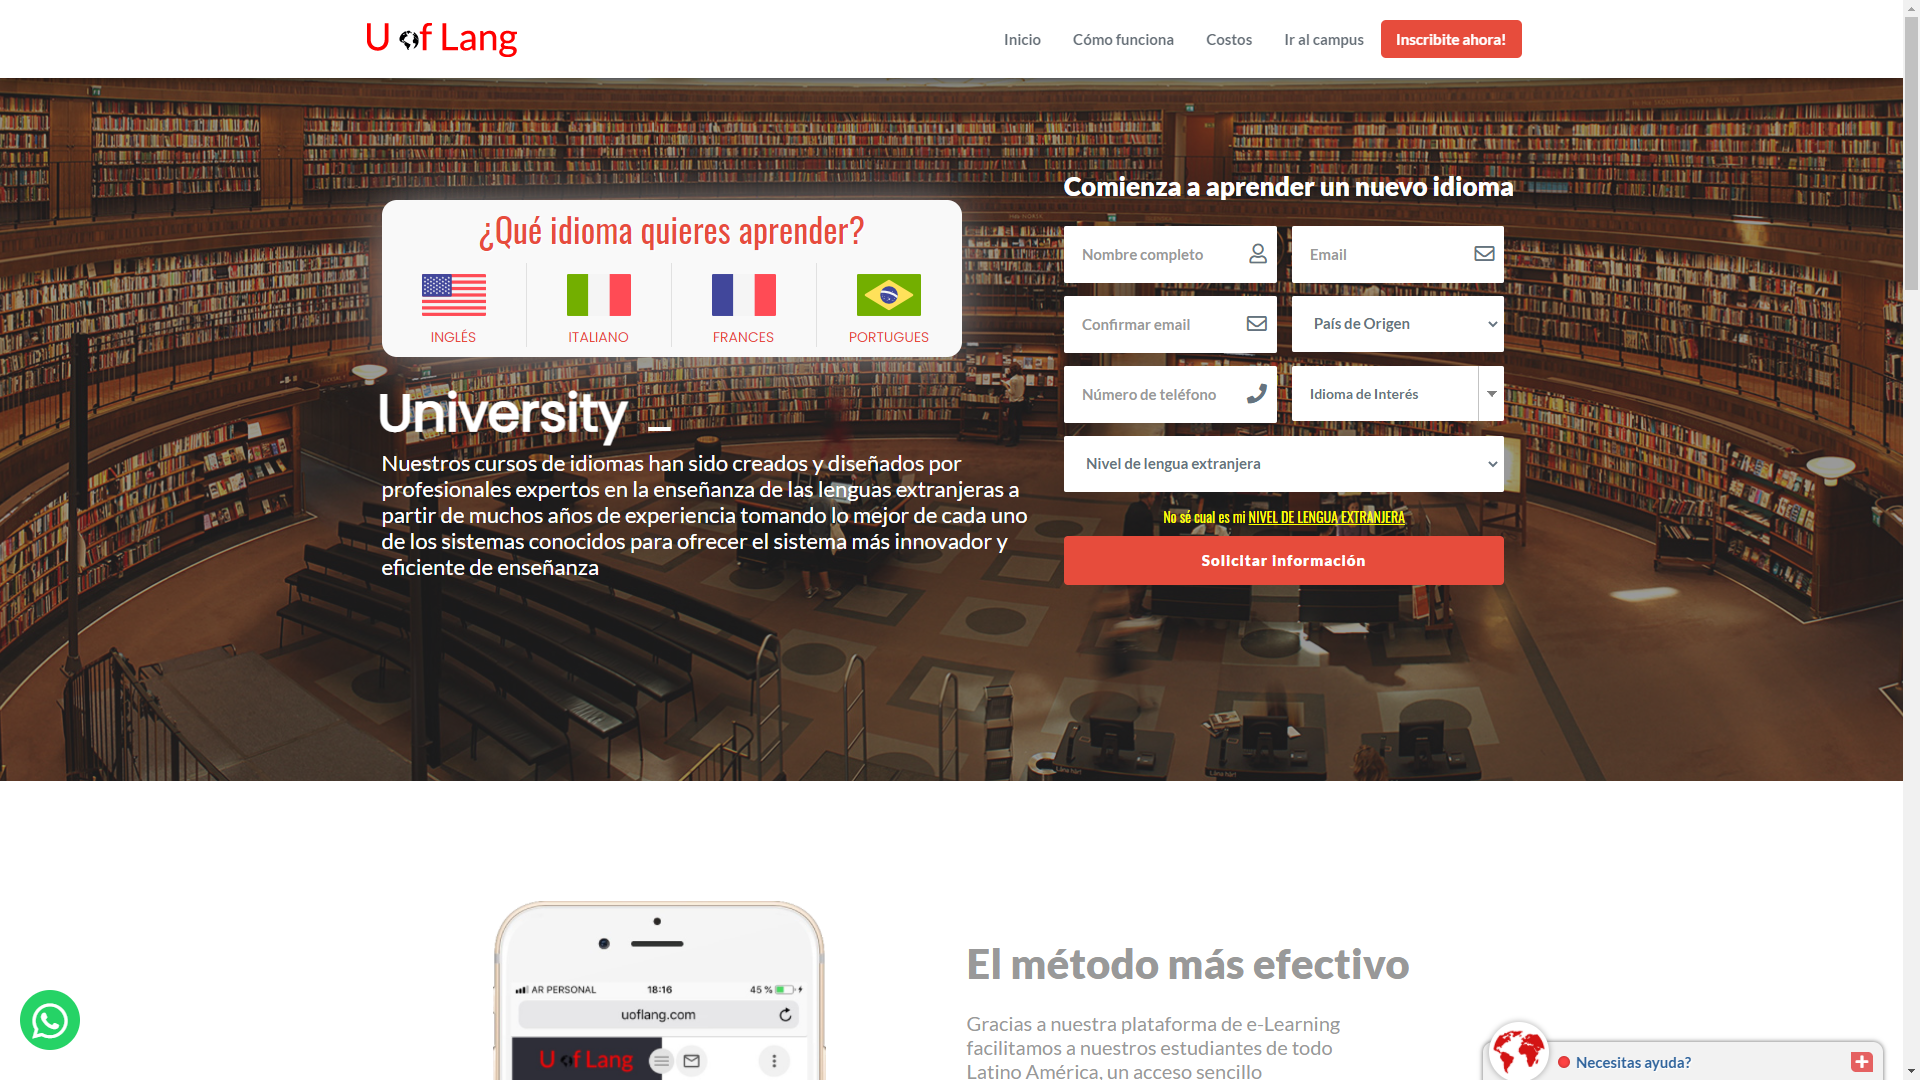 U of Lang
Inicio
Cómo funciona
Costos
Ir al campus
Inscribite ahora!
¿Qué idioma quieres aprender?
INGLÉS
ITALIANO
FRANCES
PORTUGUES
University _
Nuestros cursos de idiomas han sido creados y diseñados por
profesionales expertos en la enseñanza de las lenguas extranjeras a
partir de muchos años de experiencia tomando lo mejor de cada uno
de los sistemas conocidos para ofrecer el sistema más innovador y
eficiente de enseñanza
Comienza a aprender un nuevo idioma
Nombre completo
Email
Confirmar email
País de Origen
Número de teléfono
Idioma de Interés
Nivel de lengua extranjera
No sé cual es mi NIVEL DE LENGUA EXTRANJERA
Solicitar información
AR PERSONAL
18:16
45 %
uoflang.com
U of Lang
El método más efectivo
Gracias a nuestra plataforma de e-Learning
facilitamos a nuestros estudiantes de todo
Latino América, un acceso sencillo
Necesitas ayuda?